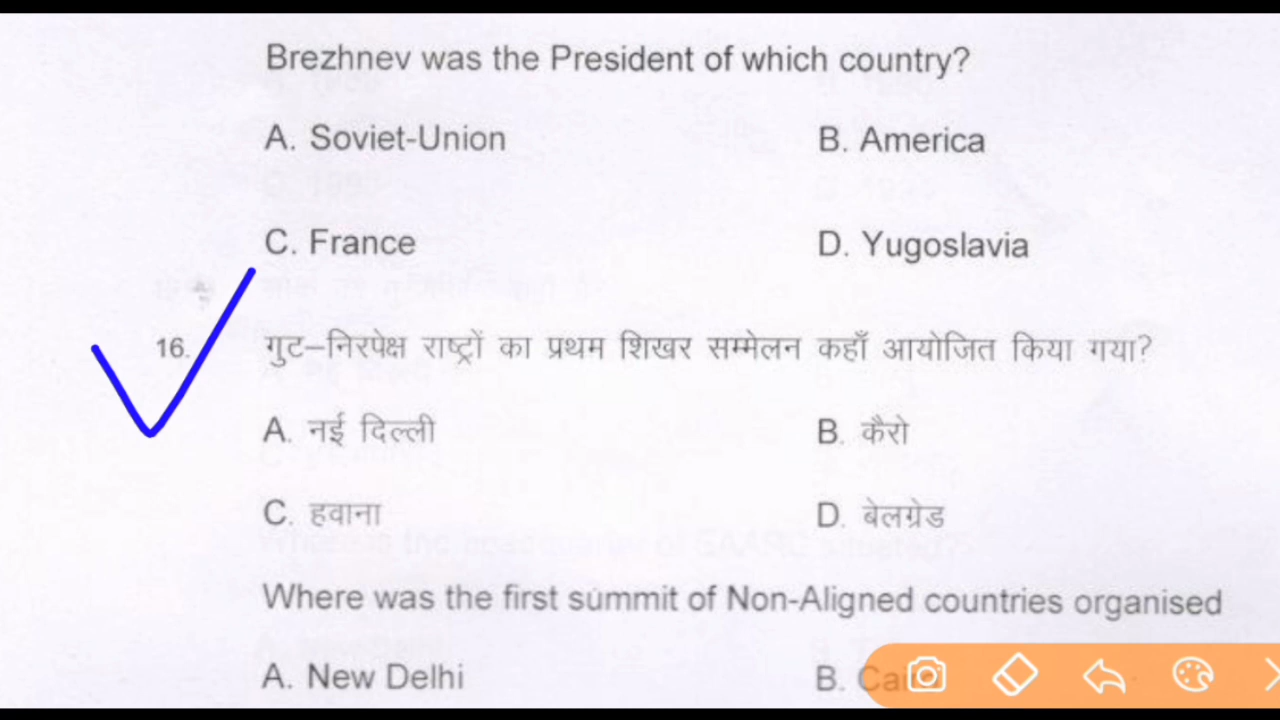 Brezhnev was the President of which country?
A. Soviet-Union B. America
C. France D. Yugoslavia
16. गुट–निरपेक्ष राष्ट्रों का प्रथम शिखर सम्मेलन कहाँ आयोजित किया गया?
A. नई दिल्ली B. कैरो
C. हवाना D. बेलग्रेड
Where was the first summit of Non-Aligned countries organised
A. New Delhi B. Cairo